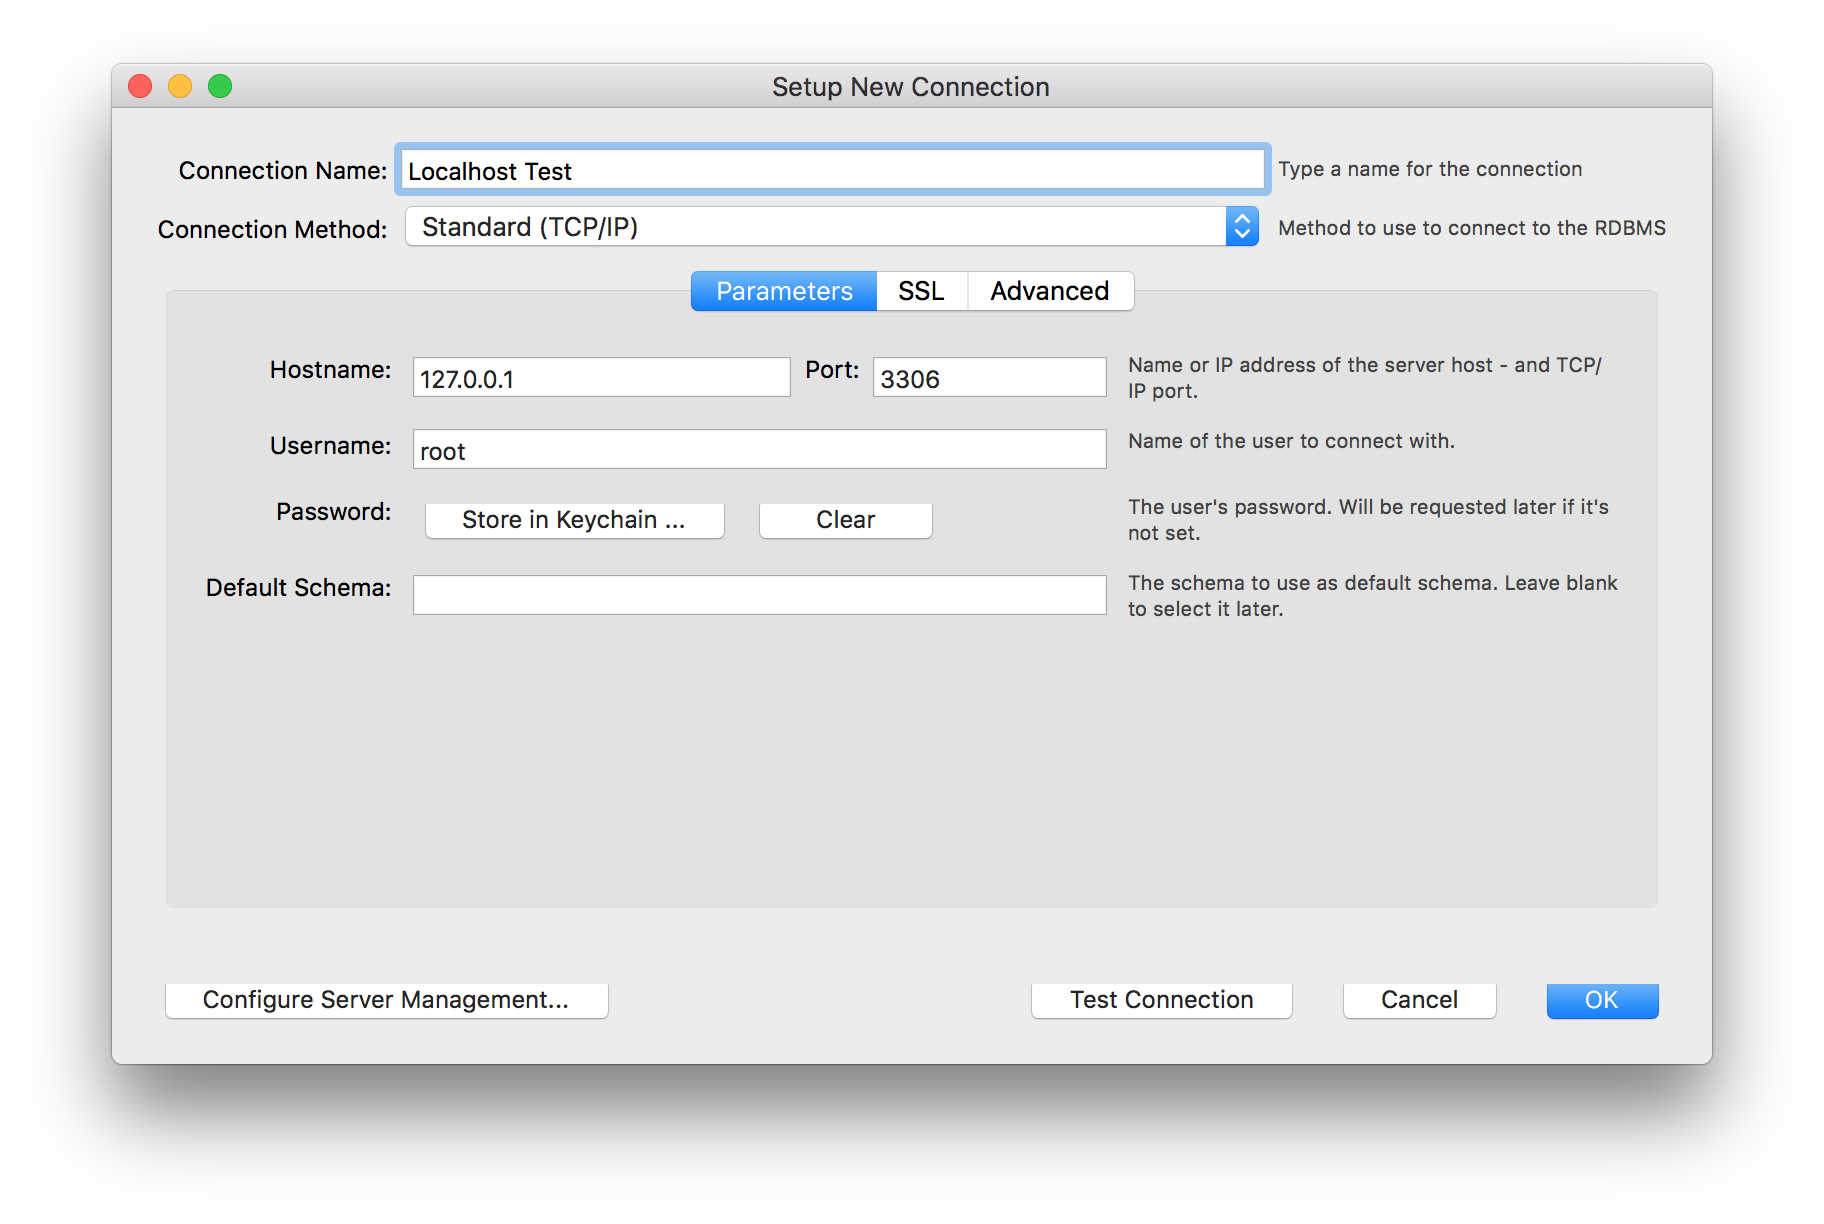 Setup New Connection
Connection Name: Localhost Test Type a name for the connection
Connection Method: Standard (TCP/IP) Method to use to connect to the RDBMS
Parameters SSL Advanced
Hostname: 127.0.0.1 Port: 3306 Name or IP address of the server host - and TCP/
IP port.
Username: root Name of the user to connect with.
Password: Store in Keychain ... Clear The user's password. Will be requested later if it's
not set.
Default Schema: The schema to use as default schema. Leave blank
to select it later.
Configure Server Management... Test Connection Cancel OK